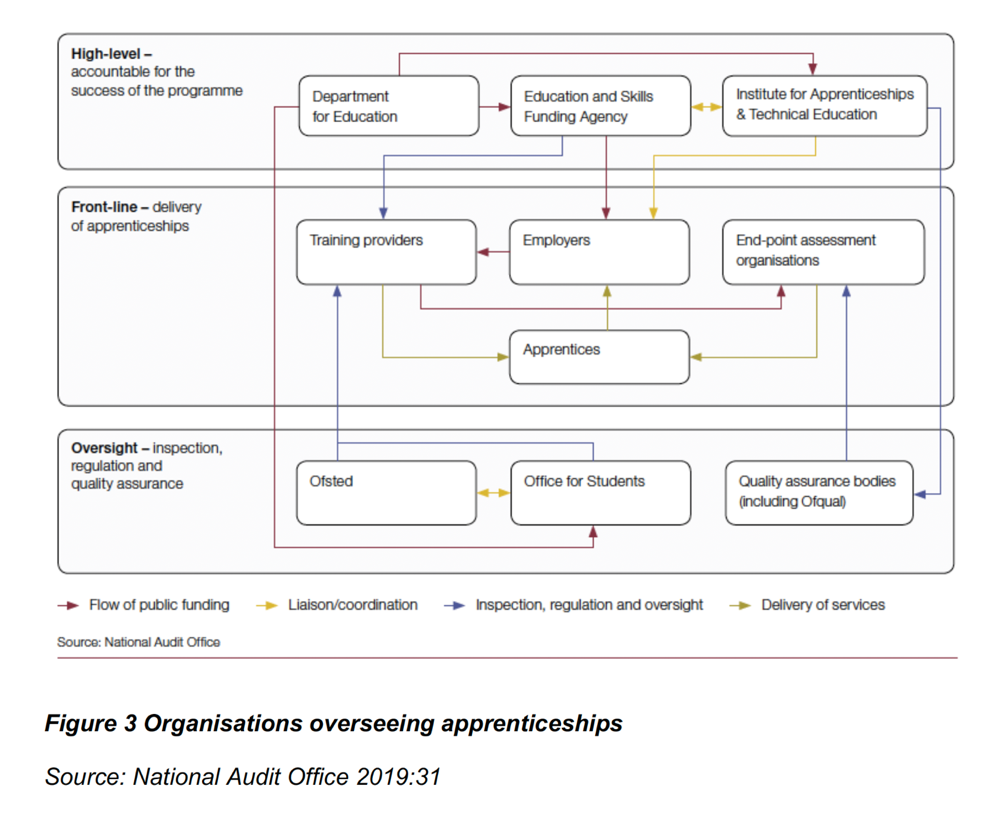 High-level –
accountable for the
success of the programme
Department
for Education
Education and Skills
Funding Agency
Institute for Apprenticeships
& Technical Education
Front-line – delivery
of apprenticeships
Training providers
Employers
End-point assessment
organisations
Apprentices
Oversight – inspection,
regulation and
quality assurance
Ofsted
Office for Students
Quality assurance bodies
(including Ofqual)
Flow of public funding
Liaison/coordination
Inspection, regulation and oversight
Delivery of services
Source: National Audit Office
Figure 3 Organisations overseeing apprenticeships
Source: National Audit Office 2019:31